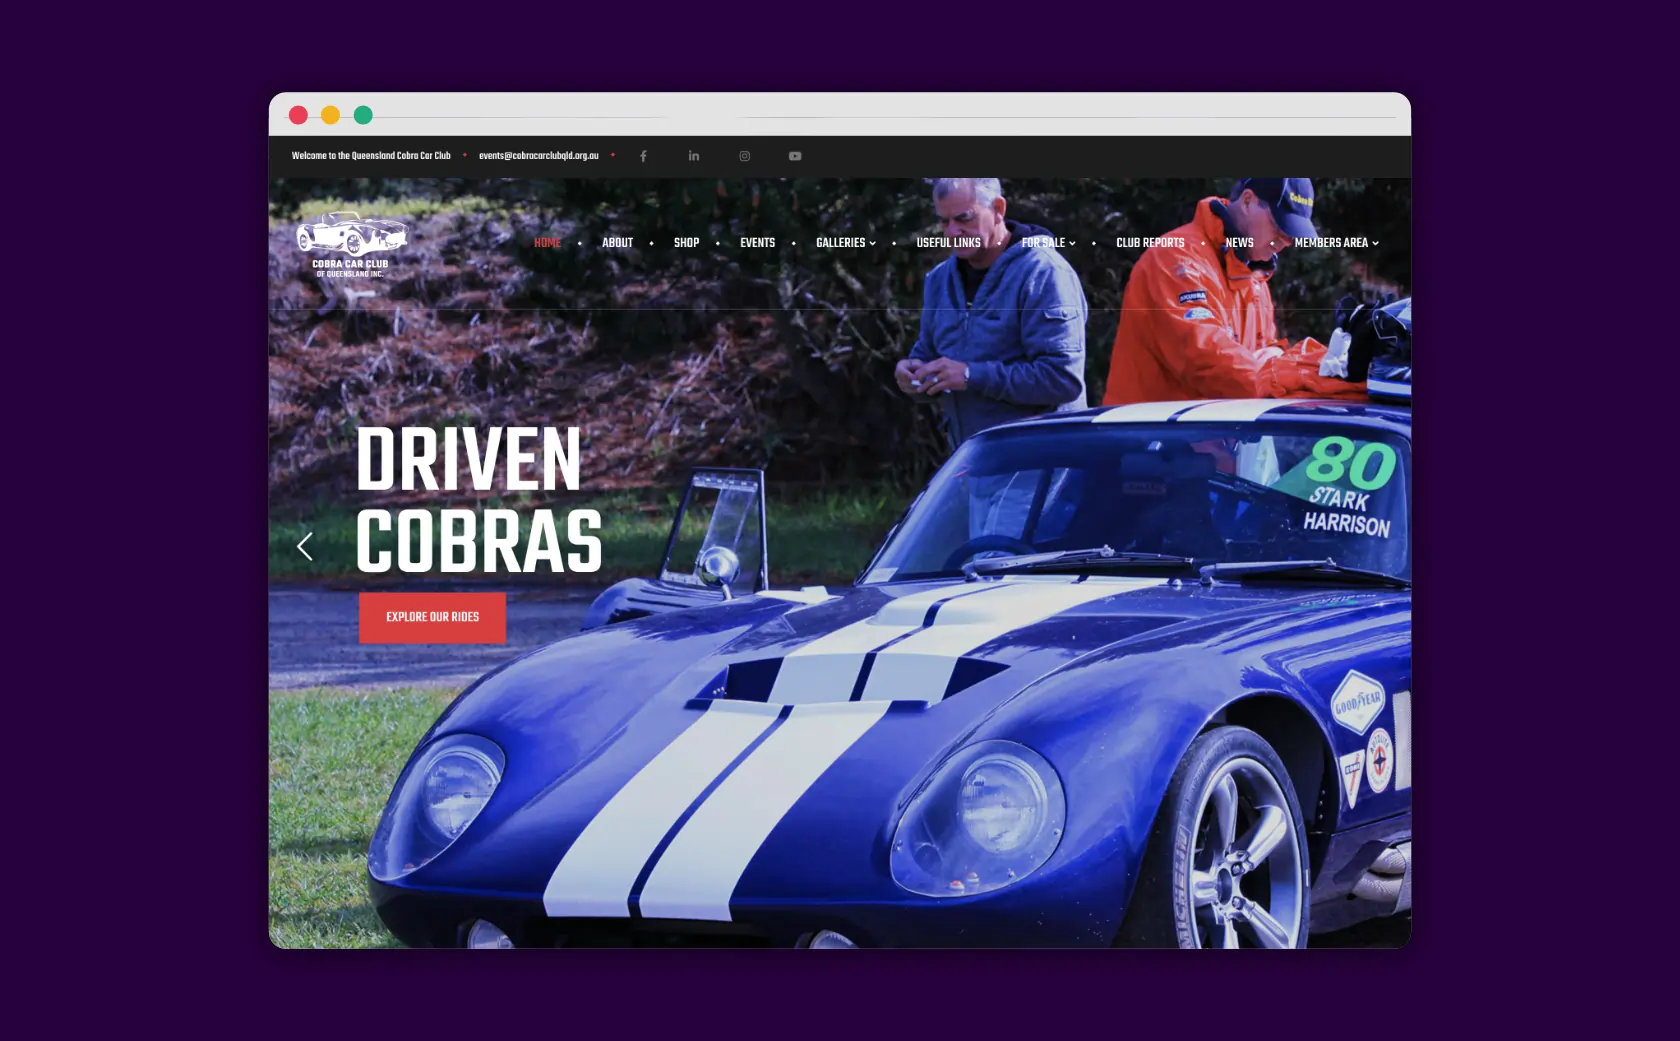 Welcome to the Queensland Cobra Car Club
events@cobracarclubqld.org.au
COBRA CAR CLUB
OF QUEENSLAND INC.
HOME ABOUT SHOP EVENTS GALLERIES USEFUL LINKS FOR SALE CLUB REPORTS NEWS MEMBERS AREA
DRIVEN
COBRAS
EXPLORE OUR RIDES
80
STARK
HARRISON
GOODYEAR
MICHELIN